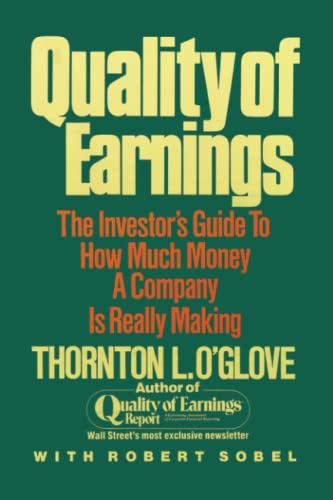 Quality of
Earnings
The Investor's Guide To
How Much Money
A Company
Is Really Making
THORNTON L. O'GLOVE
Author of
Quality of Earnings
Report
Wall Street's most exclusive newsletter
WITH ROBERT SOBEL